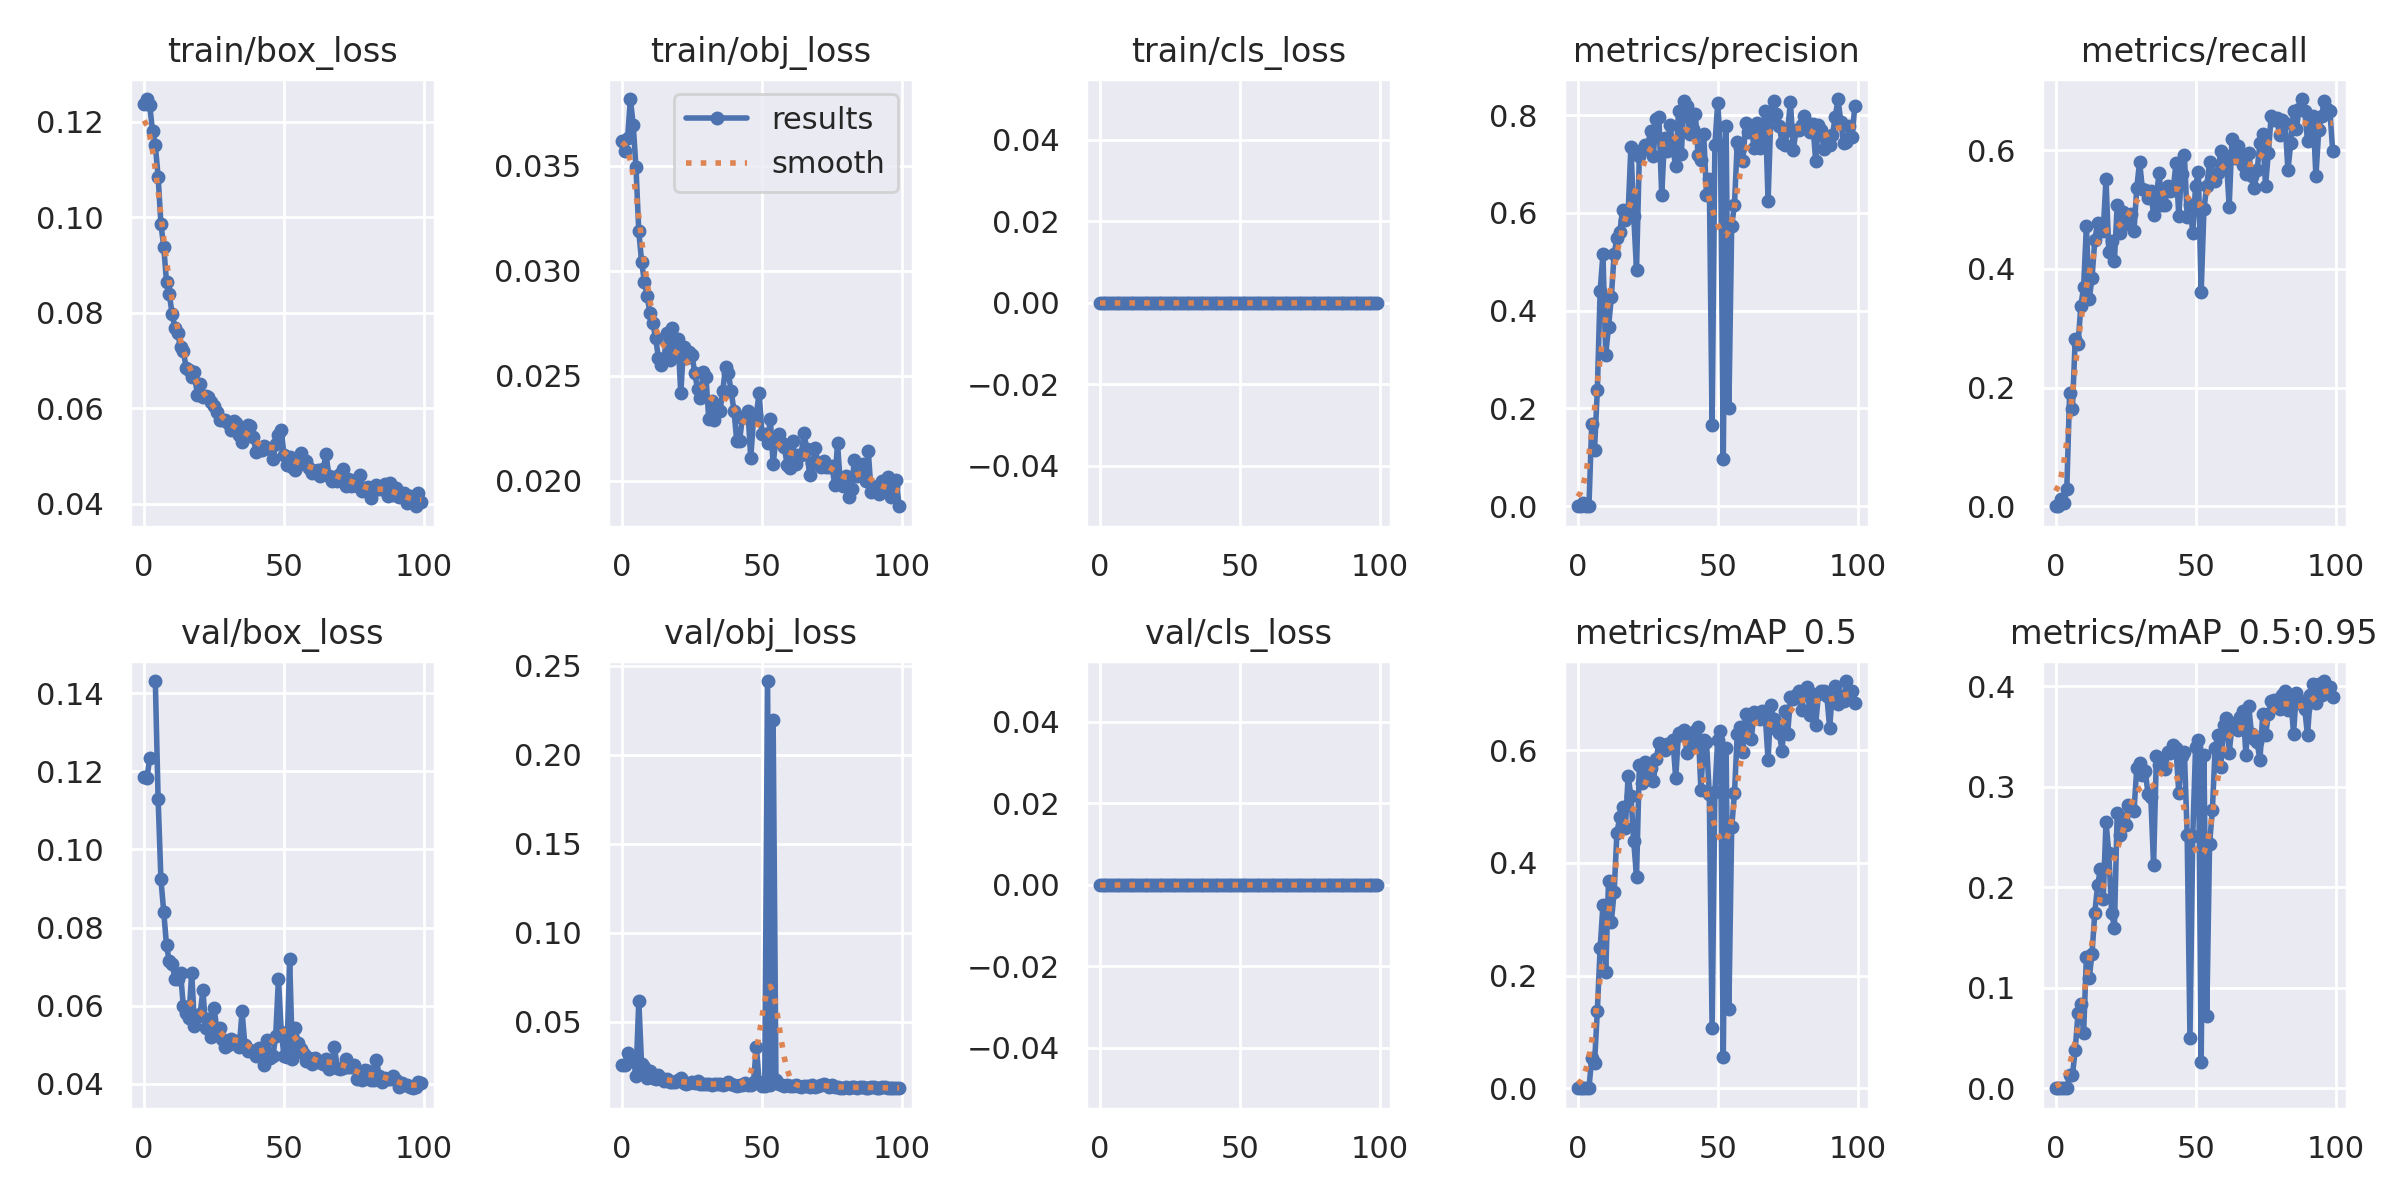 train/box_loss
0.12
0.10
0.08
0.06
0.04
0 50 100
train/obj_loss
results
smooth
0.035
0.030
0.025
0.020
0 50 100
train/cls_loss
0.04
0.02
0.00
−0.02
−0.04
0 50 100
metrics/precision
0.8
0.6
0.4
0.2
0.0
0 50 100
metrics/recall
0.6
0.4
0.2
0.0
0 50 100
val/box_loss
0.14
0.12
0.10
0.08
0.06
0.04
0 50 100
val/obj_loss
0.25
0.20
0.15
0.10
0.05
0 50 100
val/cls_loss
0.04
0.02
0.00
−0.02
−0.04
0 50 100
metrics/mAP_0.5
0.6
0.4
0.2
0.0
0 50 100
metrics/mAP_0.5:0.95
0.4
0.3
0.2
0.1
0.0
0 50 100